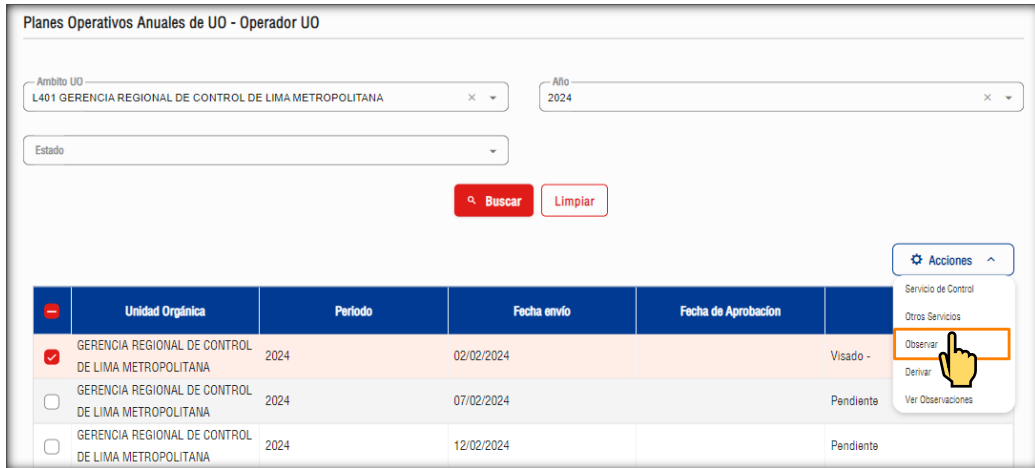 Planes Operativos Anuales de UO - Operador UO
Ambito UO
L401 GERENCIA REGIONAL DE CONTROL DE LIMA METROPOLITANA
Año
2024
Estado
Buscar
Limpiar
Acciones
Servicio de Control
Otros Servicios
Observar
Derivar
Ver Observaciones
Unidad Orgánica Periodo Fecha envío Fecha de Aprobacíon
GERENCIA REGIONAL DE CONTROL
DE LIMA METROPOLITANA
2024 02/02/2024 Visado -
GERENCIA REGIONAL DE CONTROL
DE LIMA METROPOLITANA
2024 07/02/2024 Pendiente
GERENCIA REGIONAL DE CONTROL
DE LIMA METROPOLITANA
2024 12/02/2024 Pendiente